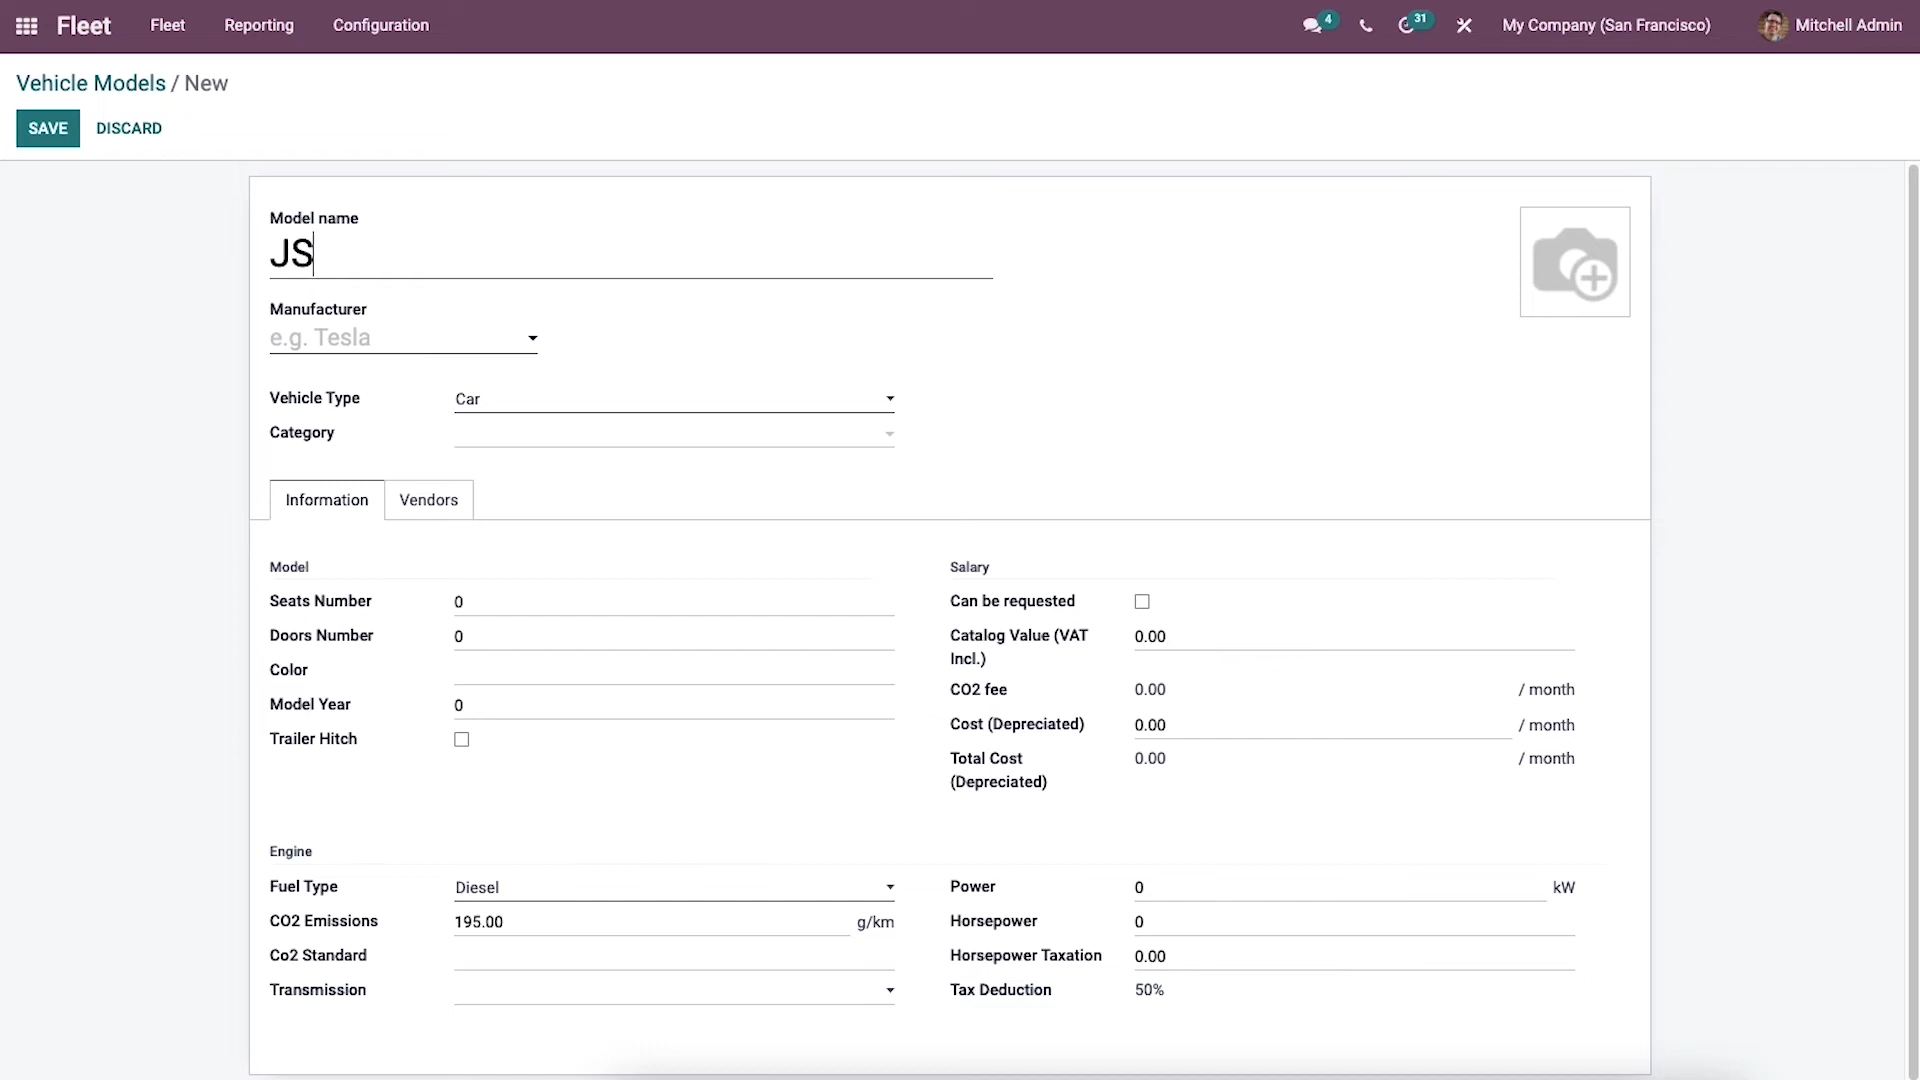 Fleet Fleet Reporting Configuration 4 31 My Company (San Francisco) Mitchell Admin
Vehicle Models / New
SAVE DISCARD
Model name
JS
Manufacturer
e.g. Tesla
Vehicle Type Car
Category
Information Vendors
Model
Seats Number 0
Doors Number 0
Color
Model Year 0
Trailer Hitch
Salary
Can be requested
Catalog Value (VAT
Incl.) 0.00
CO2 fee 0.00 / month
Cost (Depreciated) 0.00 / month
Total Cost
(Depreciated) 0.00 / month
Engine
Fuel Type Diesel
CO2 Emissions 195.00 g/km
Co2 Standard
Transmission
Power 0 kW
Horsepower 0
Horsepower Taxation 0.00
Tax Deduction 50%